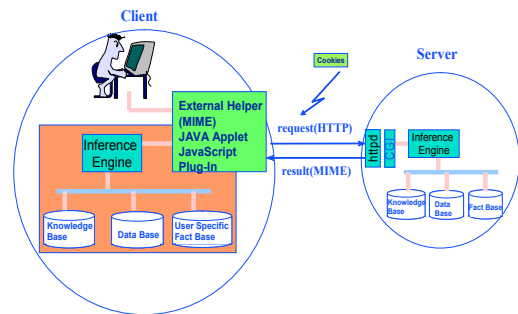 Client
Server
Cookies
External Helper
(MIME)
JAVA Applet
JavaScript
Plug-In
request(HTTP)
result(MIME)
httpd
CGI
Inference
Engine
Inference
Engine
Knowledge
Base
Data Base
User Specific
Fact Base
Knowledge
Base
Data
Base
Fact Base